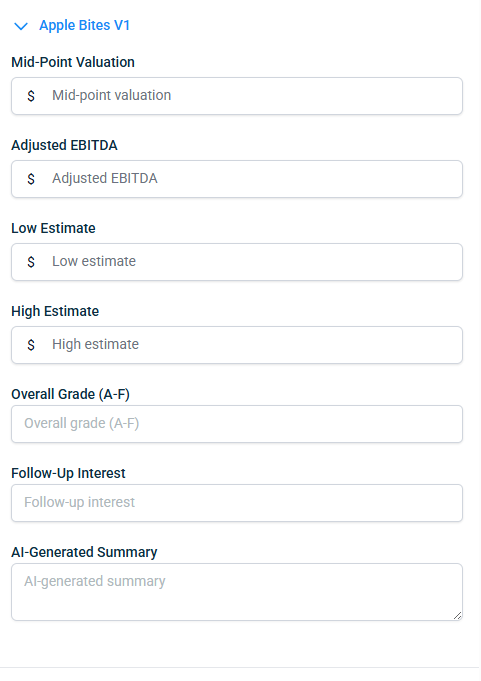 Apple Bites V1
Mid-Point Valuation
$ Mid-point valuation
Adjusted EBITDA
$ Adjusted EBITDA
Low Estimate
$ Low estimate
High Estimate
$ High estimate
Overall Grade (A-F)
Overall grade (A-F)
Follow-Up Interest
Follow-up interest
AI-Generated Summary
AI-generated summary